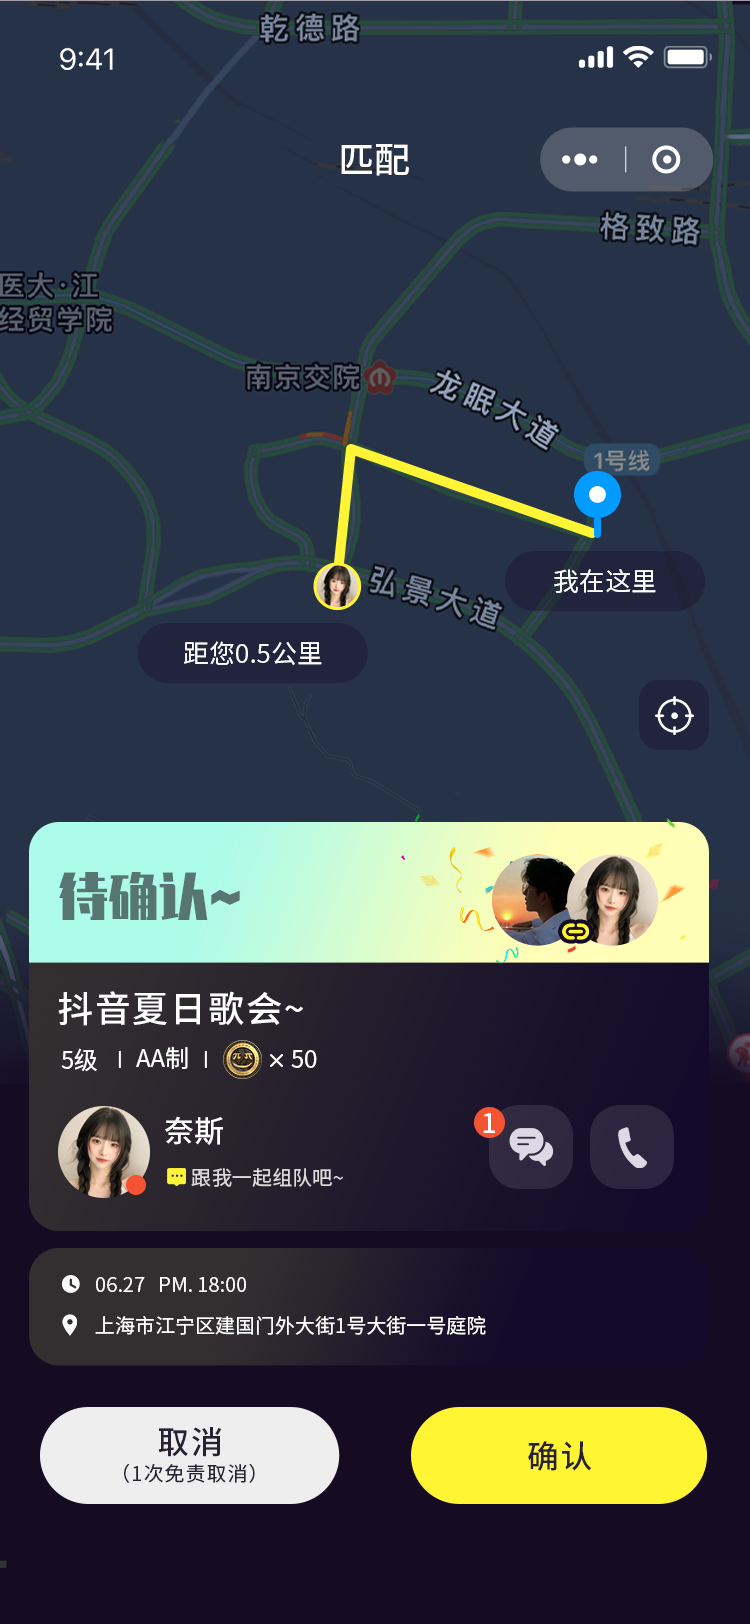 乾德路
9:41
匹配
格致路
医大·江
经贸学院
南京交院
龙眠大道
1号线
我在这里
弘景大道
距您0.5公里
待确认~
抖音夏日歌会~
5级 | AA制 | × 50
奈斯
1
跟我一起组队吧~
06.27 PM. 18:00
上海市江宁区建国门外大街1号大街一号庭院
取消
（1次免责取消）
确认